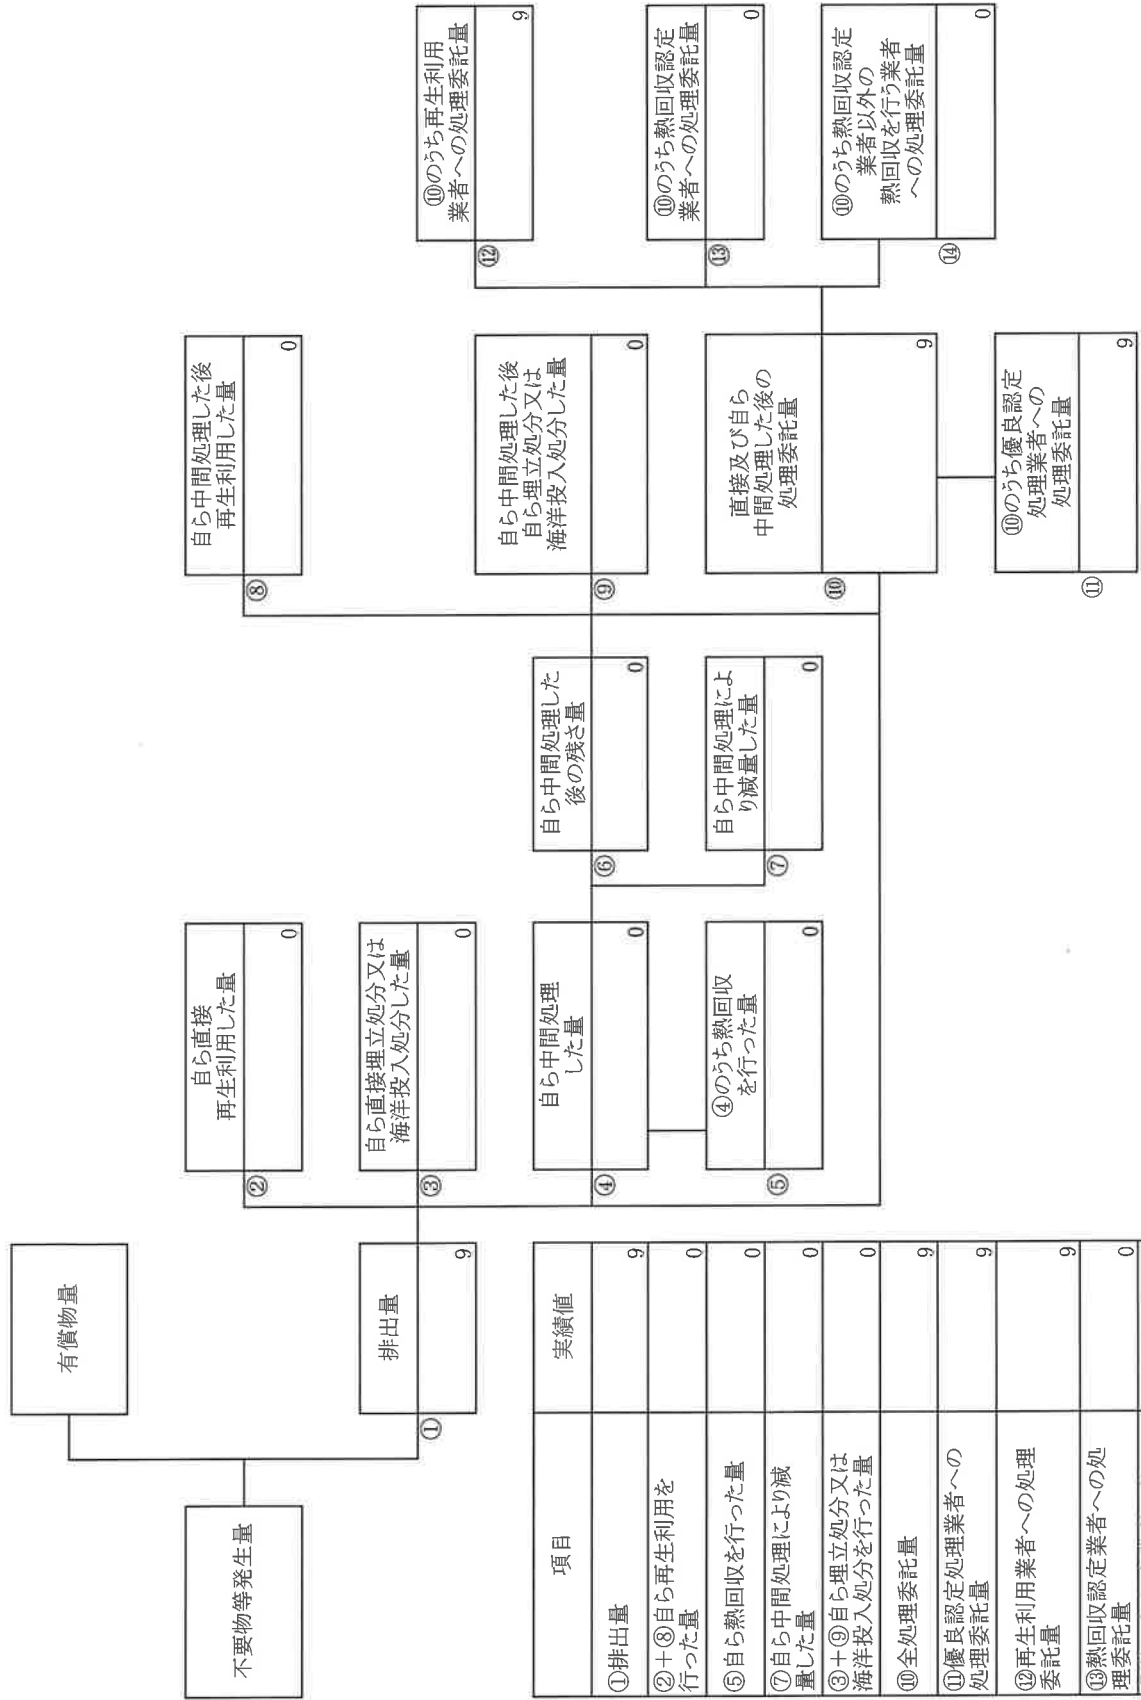 不要物等発生量
有償物量
①
排出量
9
②
自ら直接
再生利用した量
0
③
自ら直接埋立処分又は
海洋投入処分した量
0
④
自ら中間処理
した量
0
⑤
④のうち熱回収
を行った量
0
⑥
自ら中間処理した
後の残さ量
0
⑦
自ら中間処理によ
り減量した量
0
⑧
自ら中間処理した後
再生利用した量
0
⑨
自ら中間処理した後
自ら埋立処分又は
海洋投入処分した量
0
⑩
直接及び自ら
中間処理した後の
処理委託量
9
⑪
⑩のうち優良認定
処理業者への
処理委託量
9
⑫
⑩のうち再生利用
業者への処理委託量
9
⑬
⑩のうち熱回収認定
業者への処理委託量
0
⑭
⑩のうち熱回収認定
業者以外の
熱回収を行う業者
への処理委託量
0
項目
実績値
①排出量
9
②+⑧自ら再生利用を
行った量
0
⑤自ら熱回収を行った量
0
⑦自ら中間処理により減
量した量
0
③+⑨自ら埋立処分又は
海洋投入処分を行った量
0
⑩全処理委託量
9
⑪優良認定処理業者への
処理委託量
9
⑫再生利用業者への処理
委託量
9
⑬熱回収認定業者への処
理委託量
0